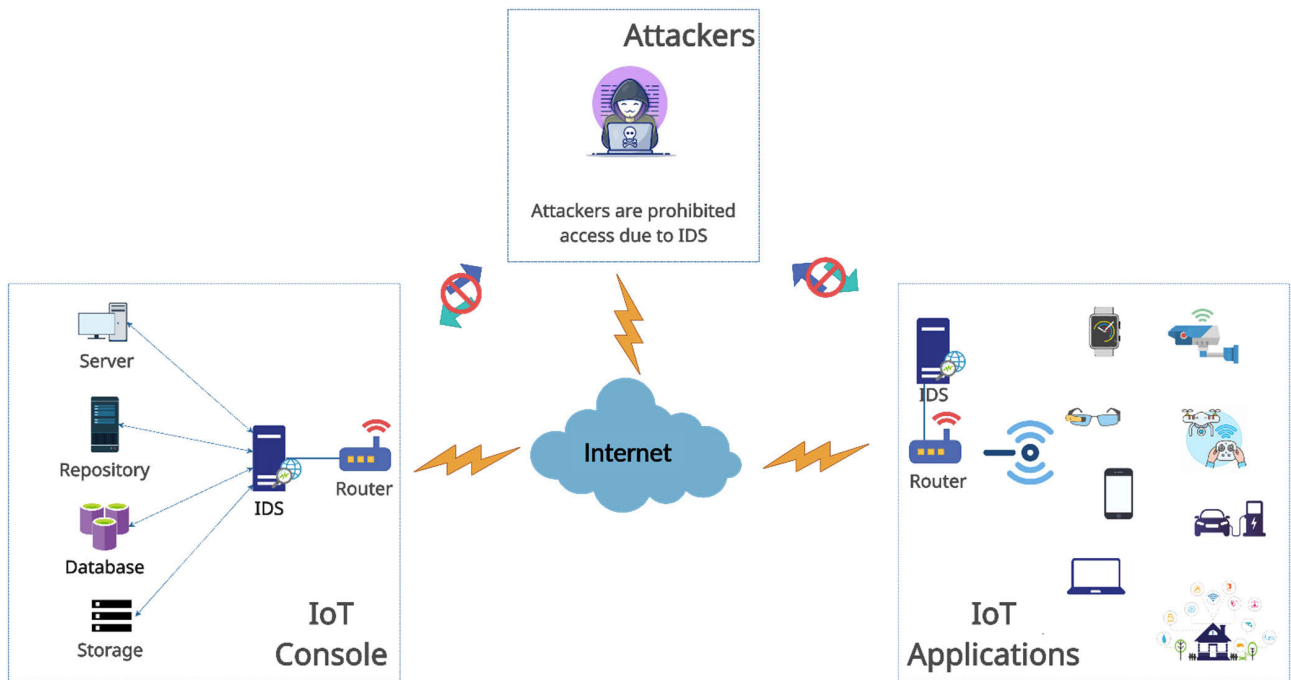 Attackers
Attackers are prohibited
access due to IDS
Server
Repository
Database
Storage
IDS
Router
IoT
Console
Internet
IDS
Router
IoT
Applications